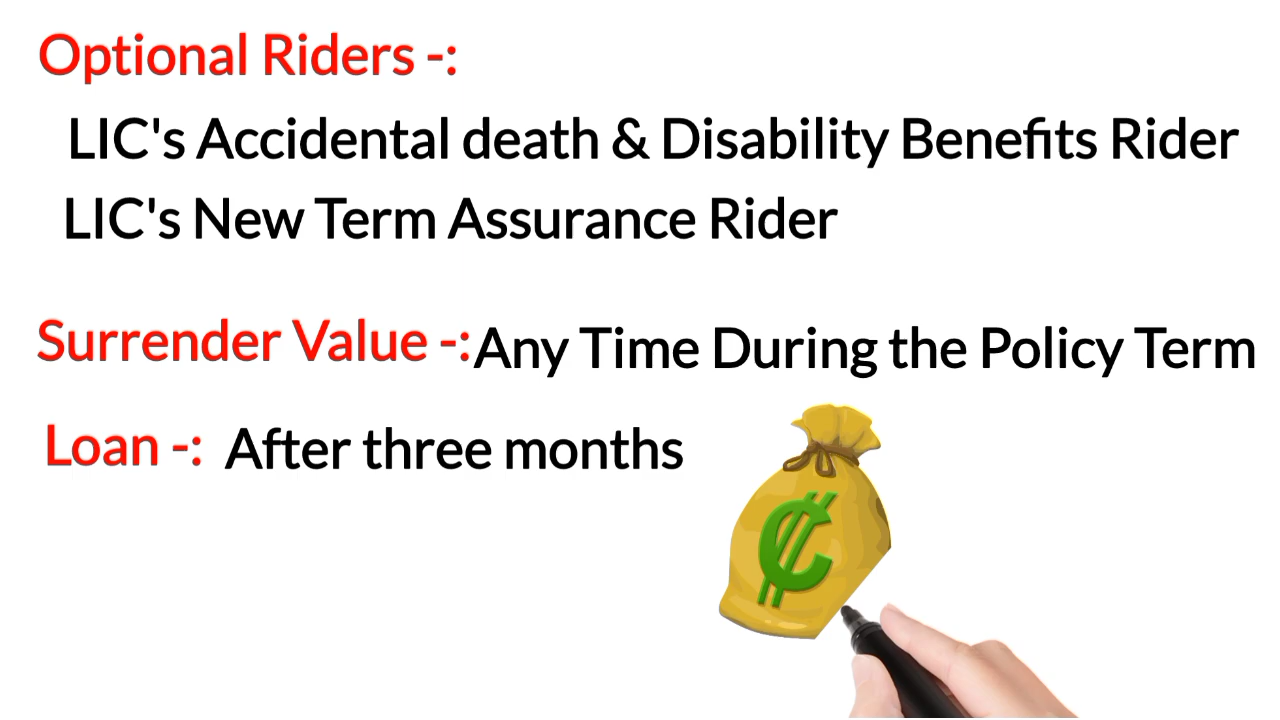 Optional Riders -:
LIC's Accidental death & Disability Benefits Rider
LIC's New Term Assurance Rider
Surrender Value -: Any Time During the Policy Term
Loan -: After three months